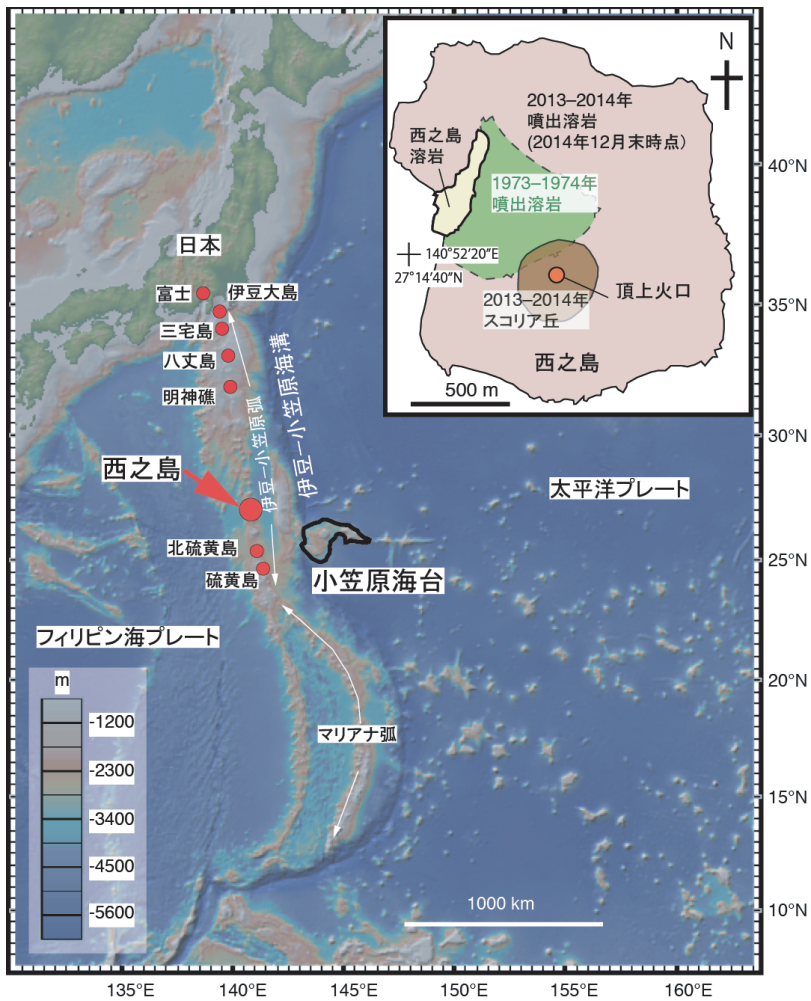 N
2013–2014年
噴出溶岩
(2014年12月末時点)
西之島
溶岩
1973–1974年
噴出溶岩
140°52′20″E
27°14′40″N
頂上火口
2013–2014年
スコリア丘
西之島
500 m
日本
富士
伊豆大島
三宅島
八丈島
明神礁
伊豆−小笠原弧
伊豆−小笠原海溝
西之島
太平洋プレート
北硫黄島
硫黄島
小笠原海台
フィリピン海プレート
マリアナ弧
m
-1200
-2300
-3400
-4500
-5600
1000 km
40°N
35°N
30°N
25°N
20°N
15°N
10°N
135°E
140°E
145°E
150°E
155°E
160°E